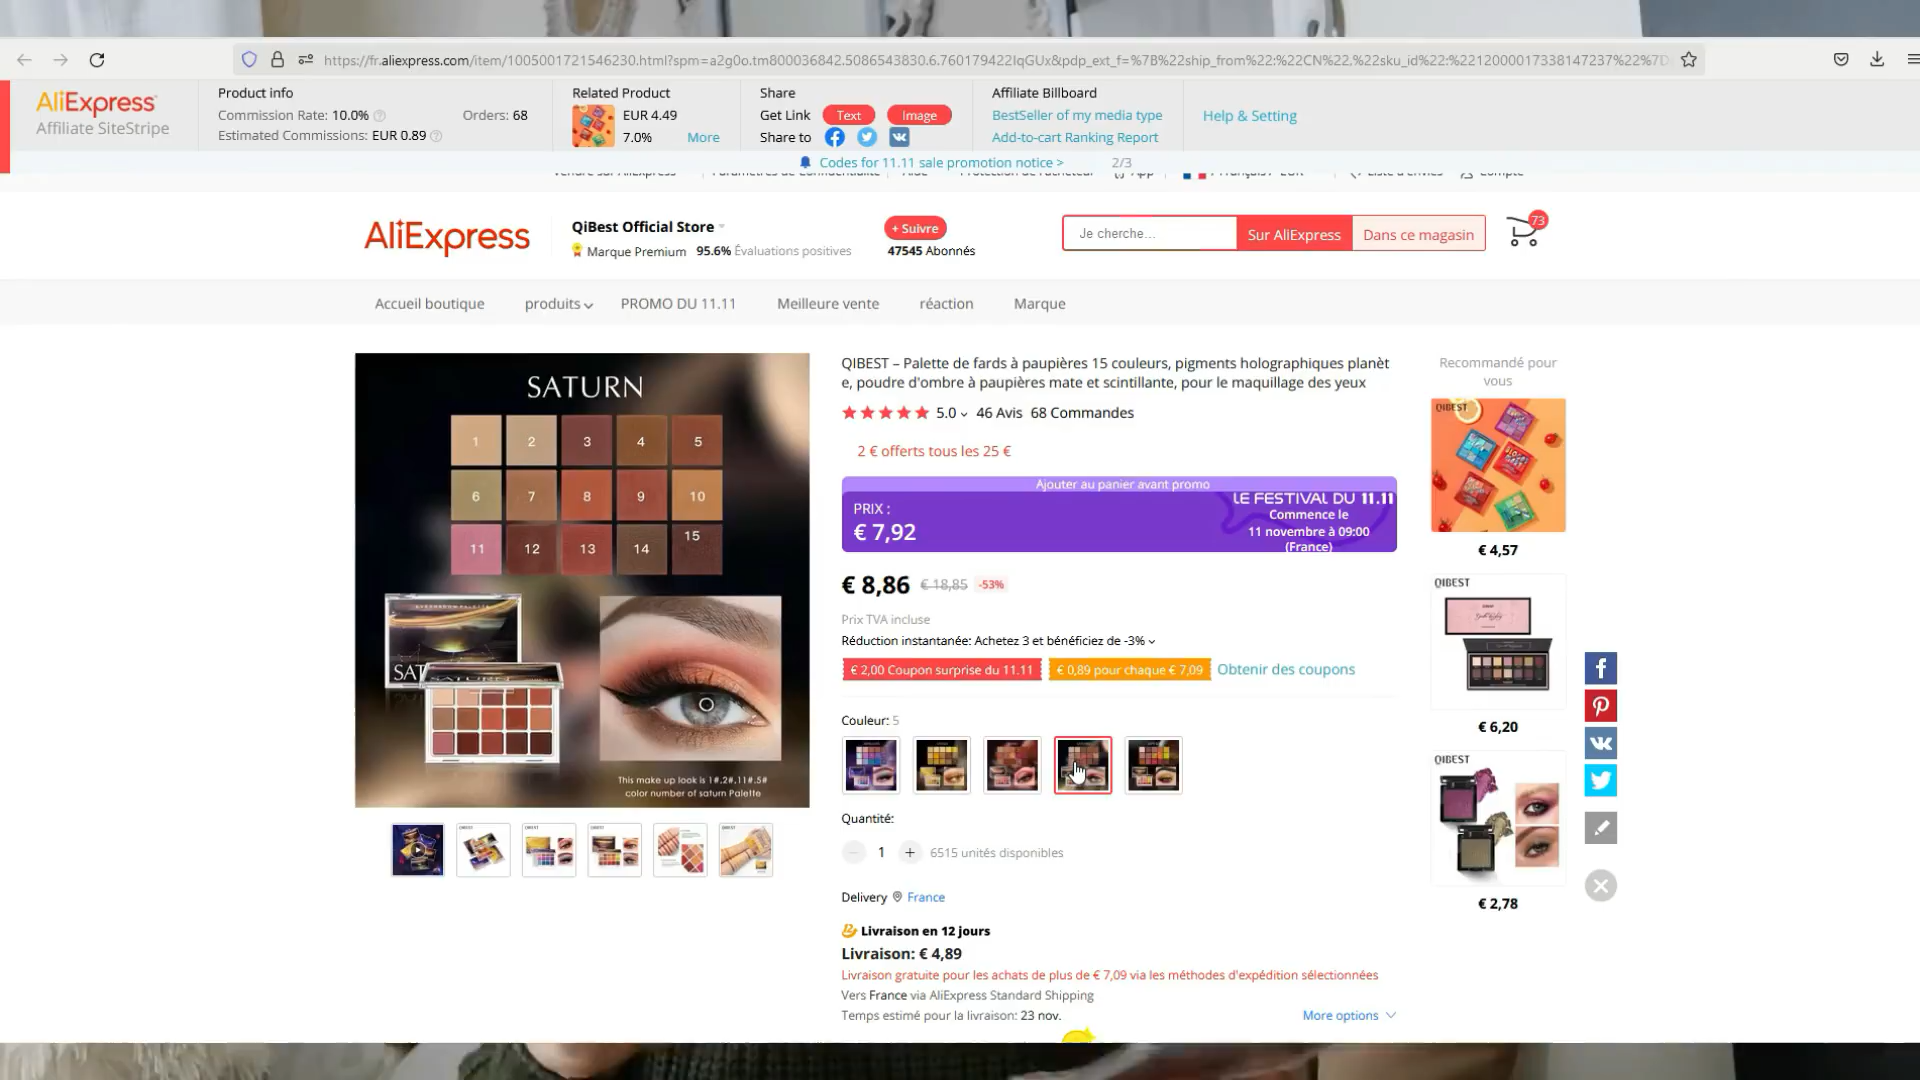 https://fr.aliexpress.com/item/1005001721546230.html?spm=a2g0o.tm800036842.5086543830.6.760179422IqGUx&pdp_ext_f=%7B%22ship_from%22:%22CN%22,%22sku_id%22:%2212000017338147237%22%7D
AliExpress
Affiliate SiteStripe
Product info
Commission Rate: 10.0%
Orders: 68
Estimated Commissions: EUR 0.89
Related Product
EUR 4.49
7.0% More
Share
Get Link Text Image
Share to
Affiliate Billboard
BestSeller of my media type
Add-to-cart Ranking Report
Help & Setting
Codes for 11.11 sale promotion notice > 2/3
AliExpress
QiBest Official Store
Marque Premium 95.6% Évaluations positives
+ Suivre
47545 Abonnés
Je cherche...
Sur AliExpress
Dans ce magasin
73
Accueil boutique
produits
PROMO DU 11.11
Meilleure vente
réaction
Marque
SATURN
1 2 3 4 5
6 7 8 9 10
11 12 13 14 15
This make up look is 1#,2#,11#,5#
color number of saturn Palette
QIBEST – Palette de fards à paupières 15 couleurs, pigments holographiques planèt
e, poudre d'ombre à paupières mate et scintillante, pour le maquillage des yeux
5.0 46 Avis 68 Commandes
2 € offerts tous les 25 €
Ajouter au panier avant promo
PRIX :
€ 7,92
LE FESTIVAL DU 11.11
Commence le
11 novembre à 09:00
(France)
€ 8,86 € 18,85 -53%
Prix TVA incluse
Réduction instantanée: Achetez 3 et bénéficiez de -3%
€ 2,00 Coupon surprise du 11.11
€ 0,89 pour chaque € 7,09
Obtenir des coupons
Couleur: 5
Quantité:
1 + 6515 unités disponibles
Delivery France
Livraison en 12 jours
Livraison: € 4,89
Livraison gratuite pour les achats de plus de € 7,09 via les méthodes d'expédition sélectionnées
Vers France via AliExpress Standard Shipping
Temps estimé pour la livraison: 23 nov.
More options
Recommandé pour
vous
QIBEST
€ 4,57
QIBEST
€ 6,20
QIBEST
€ 2,78